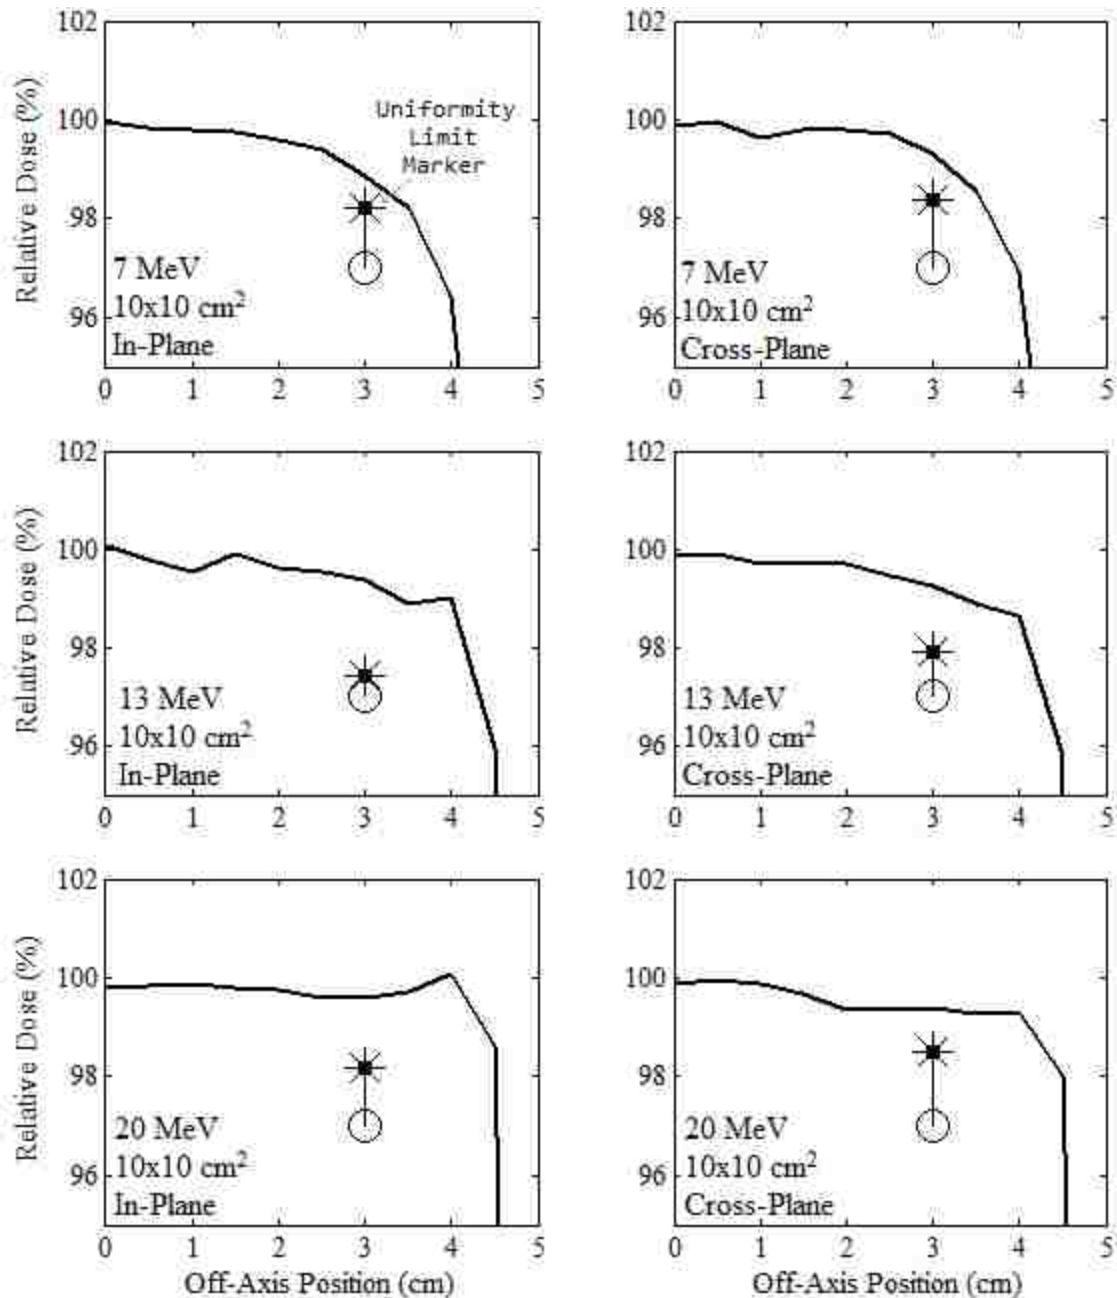 102
100
98
96
Relative Dose (%)
Uniformity
Limit
Marker
7 MeV
10x10 cm²
In-Plane
0 1 2 3 4 5
102
100
98
96
7 MeV
10x10 cm²
Cross-Plane
0 1 2 3 4 5
102
100
98
96
Relative Dose (%)
13 MeV
10x10 cm²
In-Plane
0 1 2 3 4 5
102
100
98
96
13 MeV
10x10 cm²
Cross-Plane
0 1 2 3 4 5
102
100
98
96
Relative Dose (%)
20 MeV
10x10 cm²
In-Plane
0 1 2 3 4 5
Off-Axis Position (cm)
102
100
98
96
20 MeV
10x10 cm²
Cross-Plane
0 1 2 3 4 5
Off-Axis Position (cm)